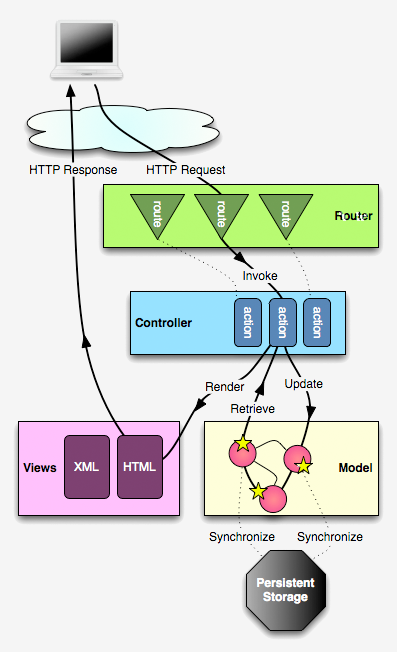 HTTP Response
HTTP Request
route
route
route
Router
Invoke
Controller
action
action
action
Render
Retrieve
Update
Views
XML
HTML
Model
Synchronize
Synchronize
Persistent
Storage